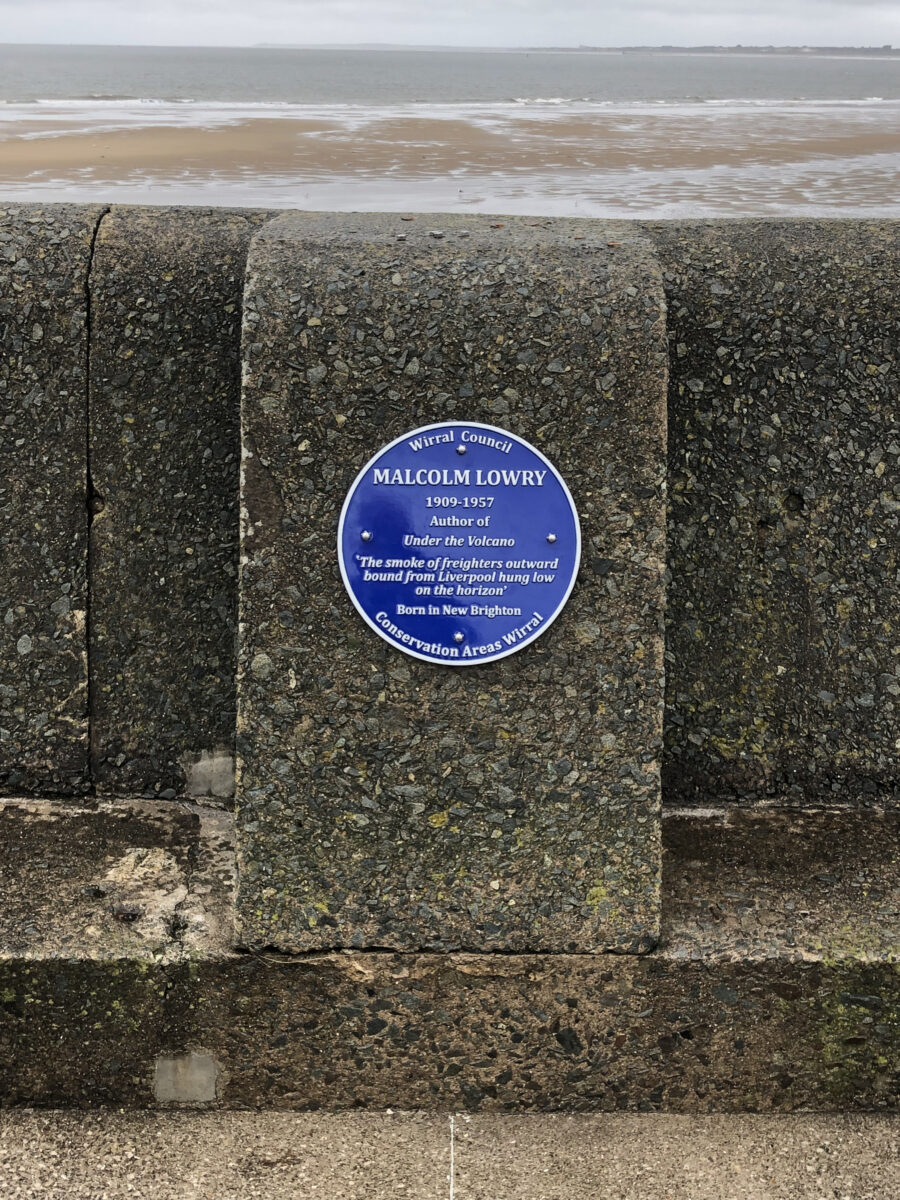 Wirral Council
MALCOLM LOWRY
1909-1957
Author of
Under the Volcano
'The smoke of freighters outward
bound from Liverpool hung low
on the horizon'
Born in New Brighton
Conservation Areas Wirral